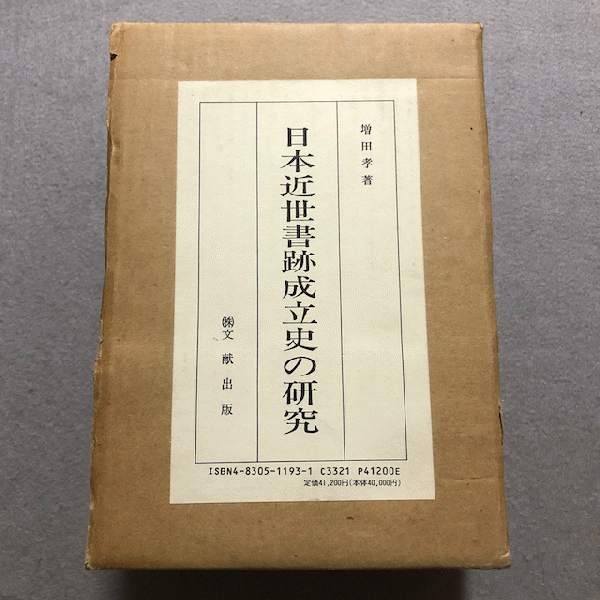 増田孝著
日本近世書跡成立史の研究
㈱文献出版
ISBN4-8305-1193-1 C3321 P41200E
定価41,200円(本体40,000円)